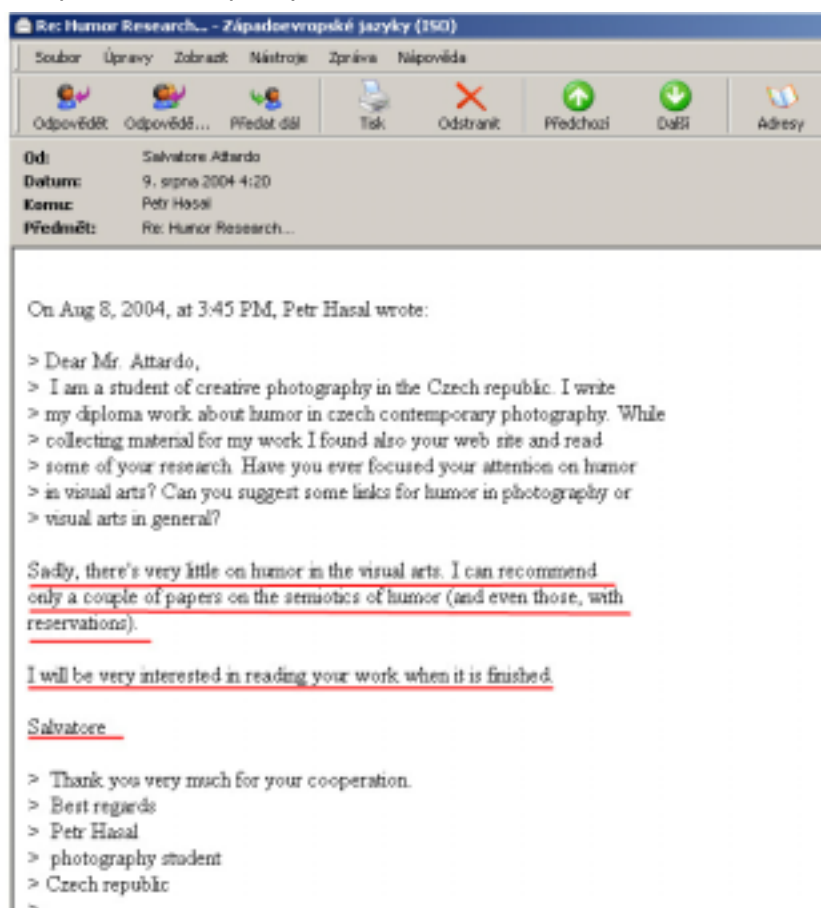 Re: Humor Research... - Západoevropské jazyky (ISO)
Soubor Úpravy Zobrazit Nástroje Zpráva Nápověda
Odpovědět Odpovědě... Předat dál Tisk Odstranit Předchozí Další Adresy
Od: Salvatore Attardo
Datum: 9. srpna 2004 4:20
Komu: Petr Hasal
Předmět: Re: Humor Research...
On Aug 8, 2004, at 3:45 PM, Petr Hasal wrote:
> Dear Mr. Attardo,
> I am a student of creative photography in the Czech republic. I write
> my diploma work about humor in czech contemporary photography. While
> collecting material for my work I found also your web site and read
> some of your research. Have you ever focused your attention on humor
> in visual arts? Can you suggest some links for humor in photography or
> visual arts in general?
Sadly, there's very little on humor in the visual arts. I can recommend
only a couple of papers on the semiotics of humor (and even those, with
reservations).
I will be very interested in reading your work when it is finished.
Salvatore
> Thank you very much for your cooperation.
> Best regards
> Petr Hasal
> photography student
> Czech republic
>